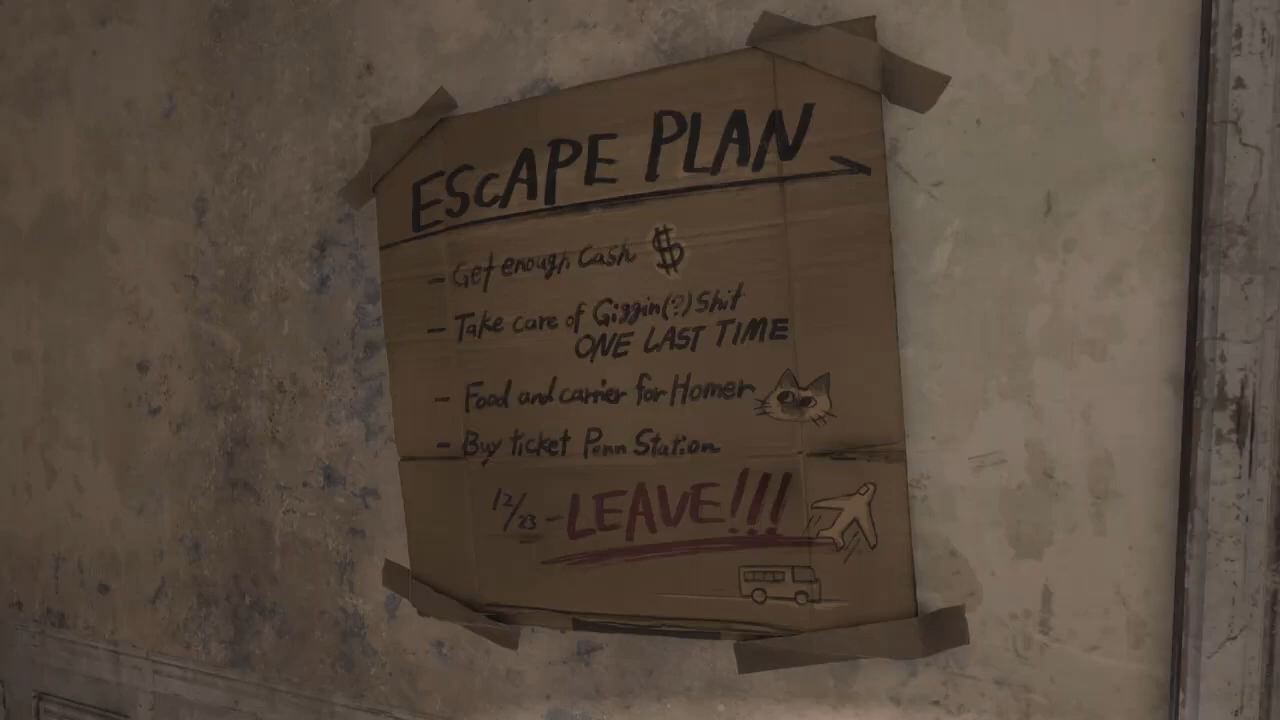 ESCAPE PLAN
- Get enough Cash $
- Take care of Giggin(?) Shit
ONE LAST TIME
- Food and carrier for Homer
- Buy ticket Penn Station
12/23 - LEAVE!!!